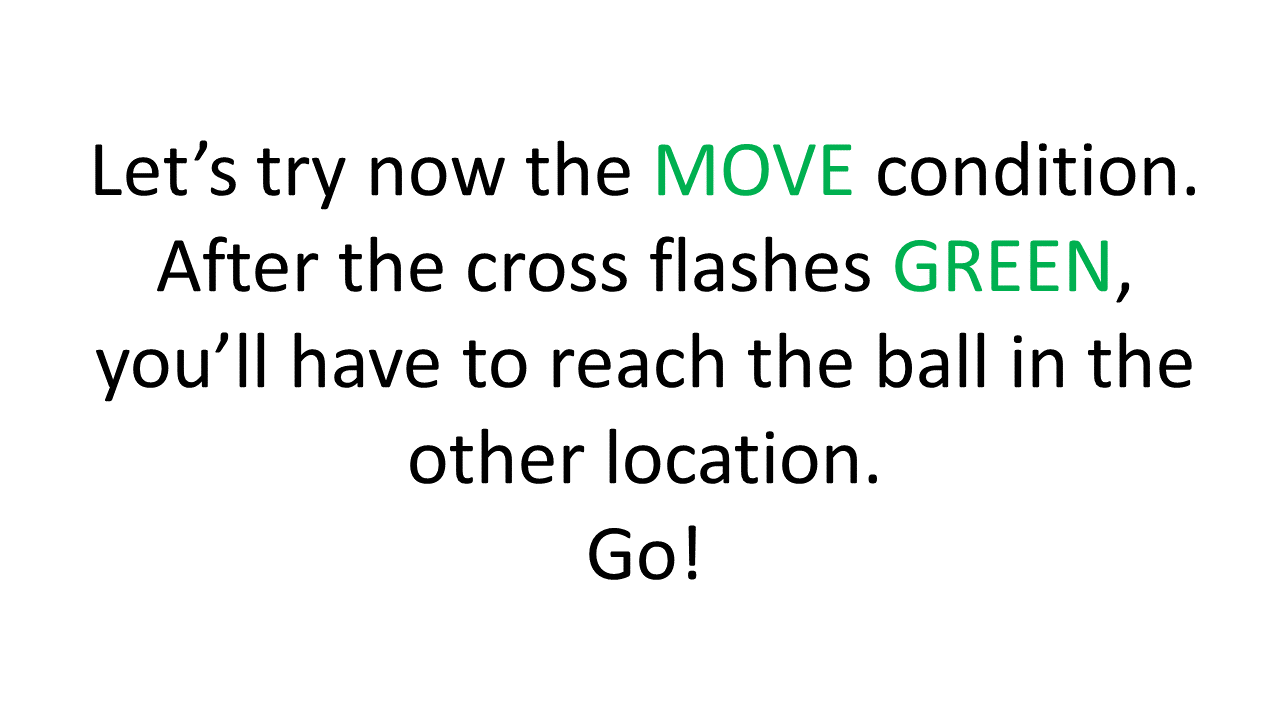 Let’s try now the MOVE condition.
After the cross flashes GREEN,
you’ll have to reach the ball in the
other location.
Go!